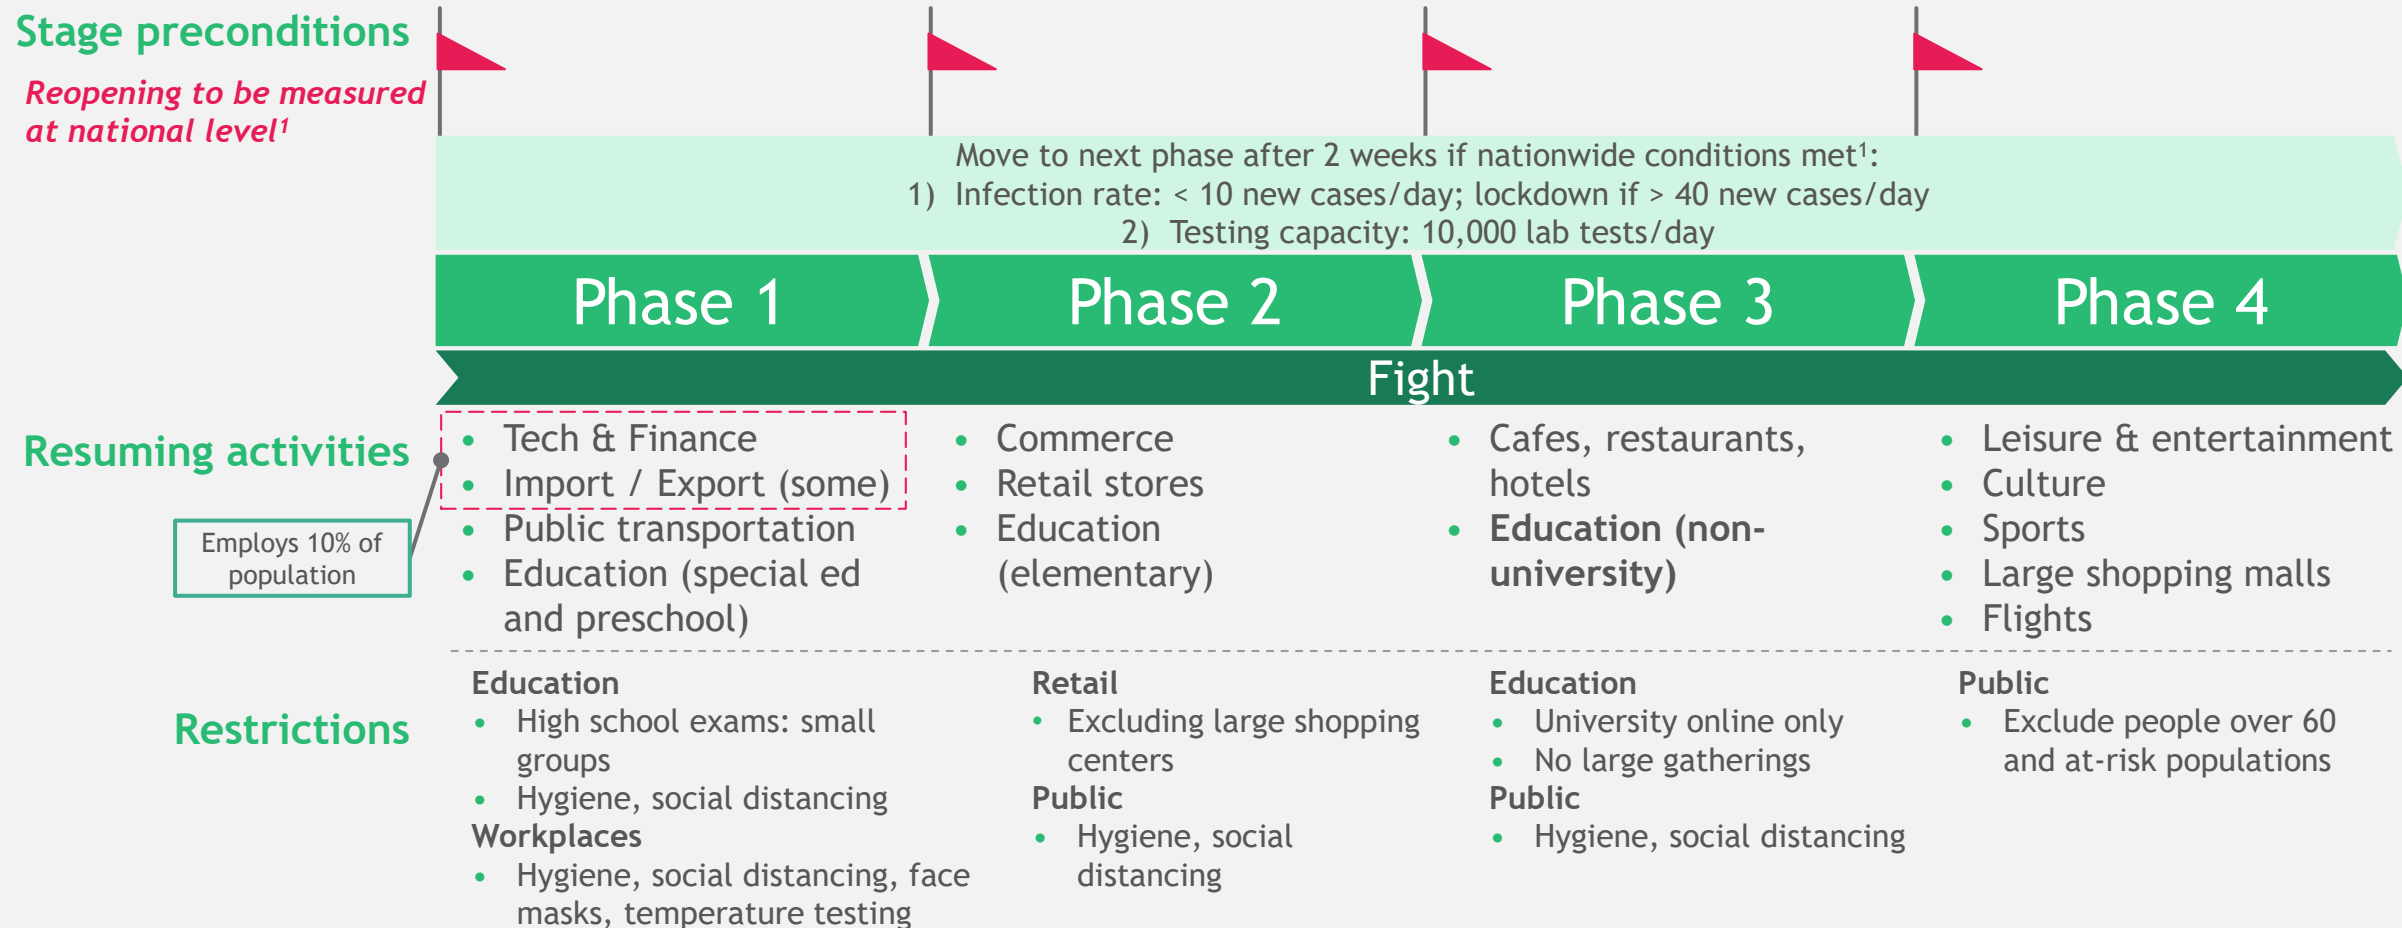 Stage preconditions
Reopening to be measured
at national level¹
Move to next phase after 2 weeks if nationwide conditions met¹:
1) Infection rate: < 10 new cases/day; lockdown if > 40 new cases/day
2) Testing capacity: 10,000 lab tests/day
Phase 1
Phase 2
Phase 3
Phase 4
Fight
Resuming activities
Employs 10% of
population
• Tech & Finance
• Import / Export (some)
• Public transportation
• Education (special ed
and preschool)
• Commerce
• Retail stores
• Education
(elementary)
• Cafes, restaurants,
hotels
• Education (non-
university)
• Leisure & entertainment
• Culture
• Sports
• Large shopping malls
• Flights
Restrictions
Education
• High school exams: small
groups
• Hygiene, social distancing
Workplaces
• Hygiene, social distancing, face
masks, temperature testing
Retail
• Excluding large shopping
centers
Public
• Hygiene, social
distancing
Education
• University online only
• No large gatherings
Public
• Hygiene, social distancing
Public
• Exclude people over 60
and at-risk populations